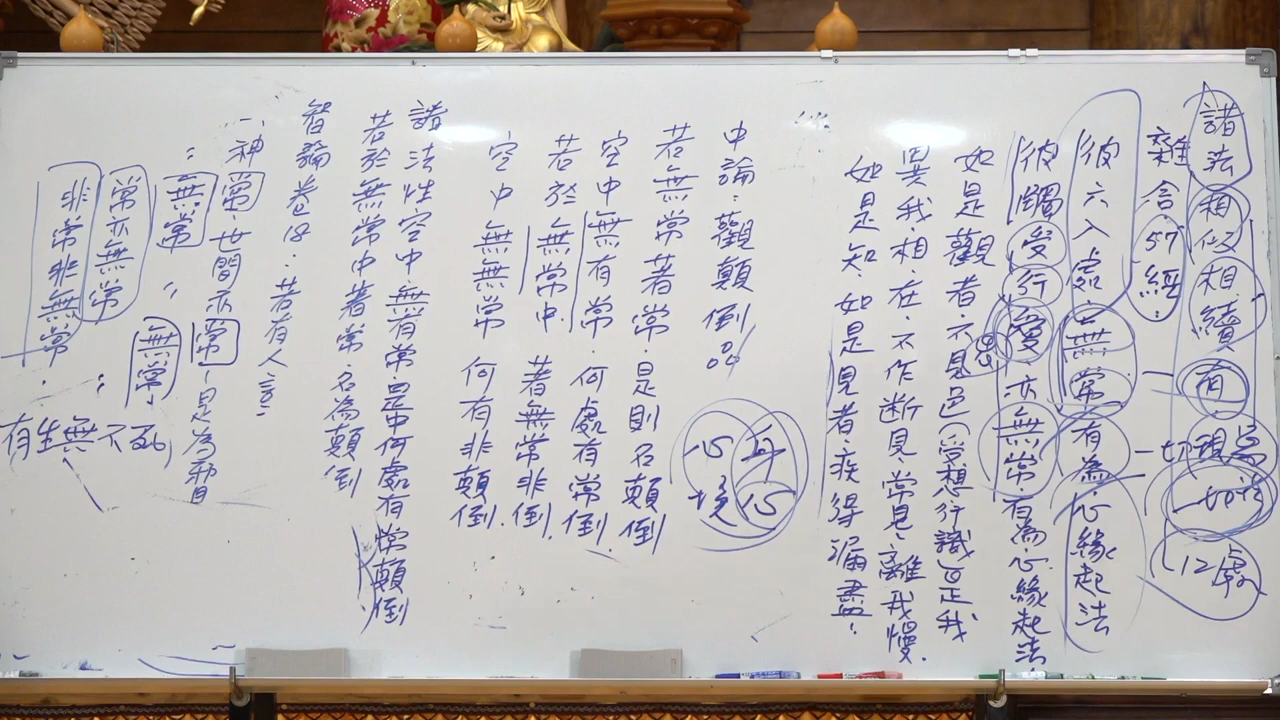 諸法相似相續有
一切現為
一切行
12處
雜含57經.
彼六入處.無常有為.心緣起法
彼觸受行愛.亦無常有為.心緣起法
思
如是觀者.不見色(受想行識)是我
異我.相在.不作斷見.常見.離我慢.
如是知.如是見者.疾得漏盡.
身心
心境
中論.觀顛倒品
若無常著常.是則名顛倒
空中無有常.何處有常倒.
若於無常中.著無常非倒.
空中無無常 何有非顛倒.
諸法性空中.無有常是中何處有常顛倒
若於無常中著常.名為顛倒
智論卷18.若有人言
一.神常.世間亦常.是為邪
〃無常 〃 無常.
常亦無常 〃
非常非無常.
有生無不死